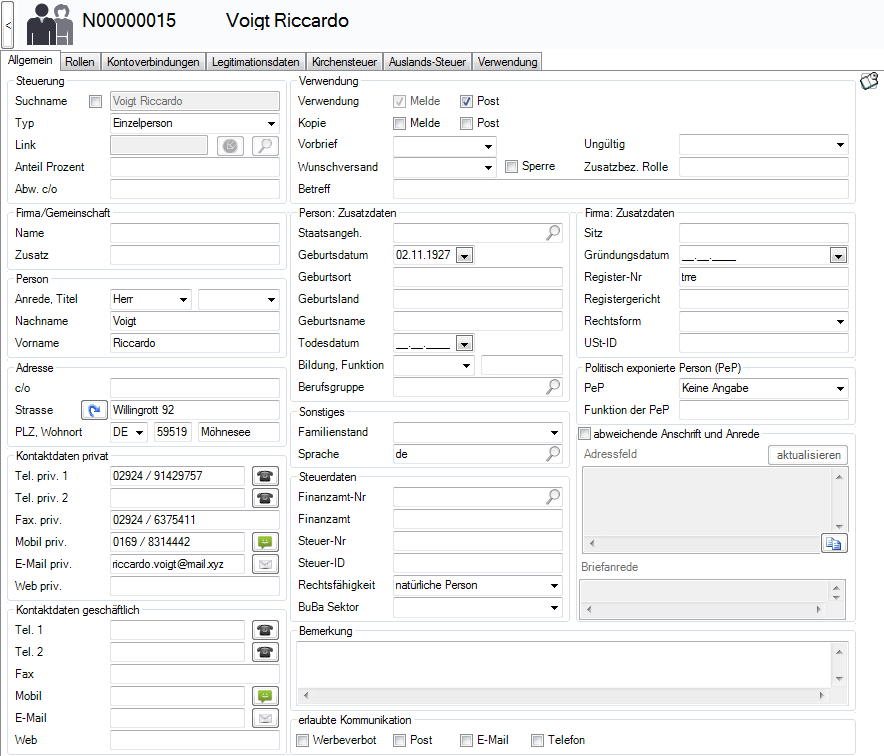 <
N00000015 Voigt Riccardo
Allgemein Rollen Kontoverbindungen Legitimationsdaten Kirchensteuer Auslands-Steuer Verwendung
Steuerung
Suchname Voigt Riccardo
Typ Einzelperson
Link
Anteil Prozent
Abw. c/o
Verwendung
Verwendung Melde Post
Kopie Melde Post
Vorbrief Ungültig
Wunschversand Sperre Zusatzbez. Rolle
Betreff
Firma/Gemeinschaft
Name
Zusatz
Person
Anrede, Titel Herr
Nachname Voigt
Vorname Riccardo
Adresse
c/o
Strasse Willingrott 92
PLZ, Wohnort DE 59519 Möhnesee
Kontaktdaten privat
Tel. priv. 1 02924 / 91429757
Tel. priv. 2
Fax. priv. 02924 / 6375411
Mobil priv. 0169 / 8314442
E-Mail priv. riccardo.voigt@mail.xyz
Web priv.
Kontaktdaten geschäftlich
Tel. 1
Tel. 2
Fax
Mobil
E-Mail
Web
Person: Zusatzdaten
Staatsangeh.
Geburtsdatum 02.11.1927
Geburtsort
Geburtsland
Geburtsname
Todesdatum __.__.____
Bildung, Funktion
Berufsgruppe
Sonstiges
Familienstand
Sprache de
Steuerdaten
Finanzamt-Nr
Finanzamt
Steuer-Nr
Steuer-ID
Rechtsfähigkeit natürliche Person
BuBa Sektor
Firma: Zusatzdaten
Sitz
Gründungsdatum __.__.____
Register-Nr trre
Registergericht
Rechtsform
USt-ID
Politisch exponierte Person (PeP)
PeP Keine Angabe
Funktion der PeP
abweichende Anschrift und Anrede
Adressfeld aktualisieren
Briefanrede
Bemerkung
erlaubte Kommunikation
Werbeverbot Post E-Mail Telefon